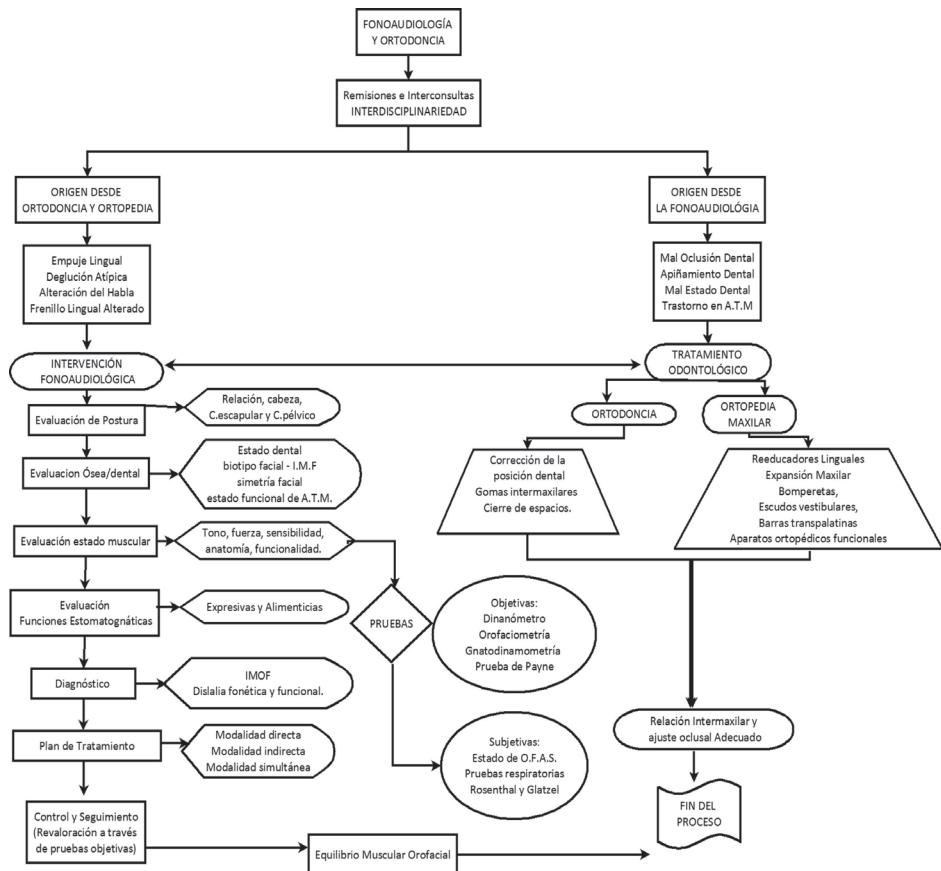 FONOAUDIOLOGÍA
Y ORTODONCIA
Remisiones e Interconsultas
INTERDISCIPLINARIEDAD
ORIGEN DESDE
ORTODONCIA Y ORTOPEDIA
ORIGEN DESDE
LA FONOAUDIOLÓGIA
Empuje Lingual
Deglución Atípica
Alteración del Habla
Frenillo Lingual Alterado
Mal Oclusión Dental
Apiñamiento Dental
Mal Estado Dental
Trastorno en A.T.M
INTERVENCIÓN
FONOAUDIOLÓGICA
TRATAMIENTO
ODONTOLÓGICO
Evaluación de Postura
Relación, cabeza,
C.escapular y C.pélvico
ORTODONCIA
ORTOPEDIA
MAXILAR
Evaluacion Ósea/dental
Estado dental
biotipo facial - I.M.F
simetría facial
estado funcional de A.T.M.
Corrección de la
posición dental
Gomas intermaxilares
Cierre de espacios.
Reeducadores Linguales
Expansión Maxilar
Bomperetas,
Escudos vestibulares,
Barras transpalatinas
Aparatos ortopédicos funcionales
Evaluación estado muscular
Tono, fuerza, sensibilidad,
anatomía, funcionalidad.
Evaluación
Funciones Estomatognáticas
Expresivas y Alimenticias
PRUEBAS
Objetivas:
Dinanómetro
Orofaciometría
Gnatodinamometría
Prueba de Payne
Diagnóstico
IMOF
Dislalia fonética y funcional.
Plan de Tratamiento
Modalidad directa
Modalidad indirecta
Modalidad simultánea
Subjetivas:
Estado de O.F.A.S.
Pruebas respiratorias
Rosenthal y Glatzel
Relación Intermaxilar y
ajuste oclusal Adecuado
Control y Seguimiento
(Revaloración a través
de pruebas objetivas)
Equilibrio Muscular Orofacial
FIN DEL
PROCESO